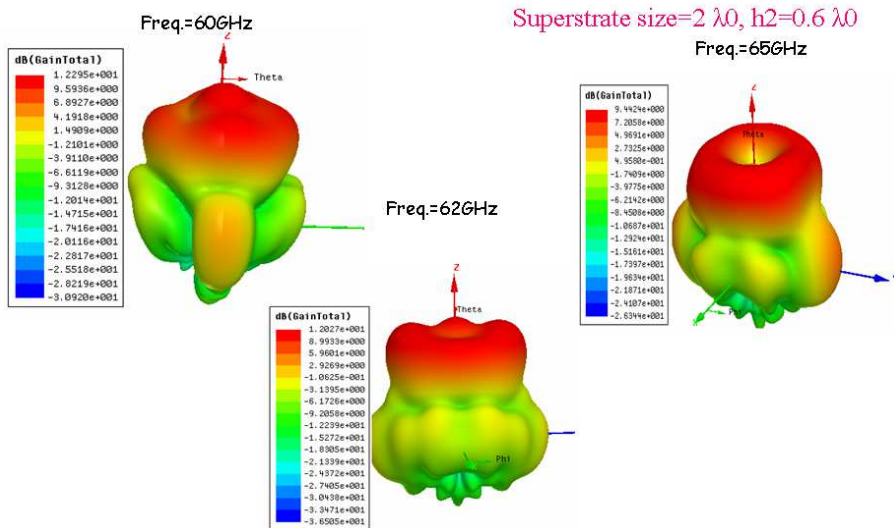 Superstrate size=2 λ0, h2=0.6 λ0
Freq.=60GHz
dB(GainTotal)
1.2295e+001
9.5936e+000
6.8927e+000
4.1918e+000
1.4909e+000
-1.2101e+000
-3.9110e+000
-6.6119e+000
-9.3128e+000
-1.2014e+001
-1.4715e+001
-1.7416e+001
-2.0116e+001
-2.2817e+001
-2.5518e+001
-2.8219e+001
-3.0920e+001
Z
Theta
Freq.=62GHz
dB(GainTotal)
1.2027e+001
8.9933e+000
5.9601e+000
2.9269e+000
-1.0625e-001
-3.1395e+000
-6.1726e+000
-9.2058e+000
-1.2239e+001
-1.5272e+001
-1.8305e+001
-2.1339e+001
-2.4372e+001
-2.7405e+001
-3.0438e+001
-3.3471e+001
-3.6505e+001
Z
Theta
Phi
Freq.=65GHz
dB(GainTotal)
9.4424e+000
7.2058e+000
4.9691e+000
2.7325e+000
4.9580e-001
-1.7409e+000
-3.9775e+000
-6.2142e+000
-8.4508e+000
-1.0687e+001
-1.2924e+001
-1.5161e+001
-1.7397e+001
-1.9634e+001
-2.1871e+001
-2.4107e+001
-2.6344e+001
Z
Theta
Phi